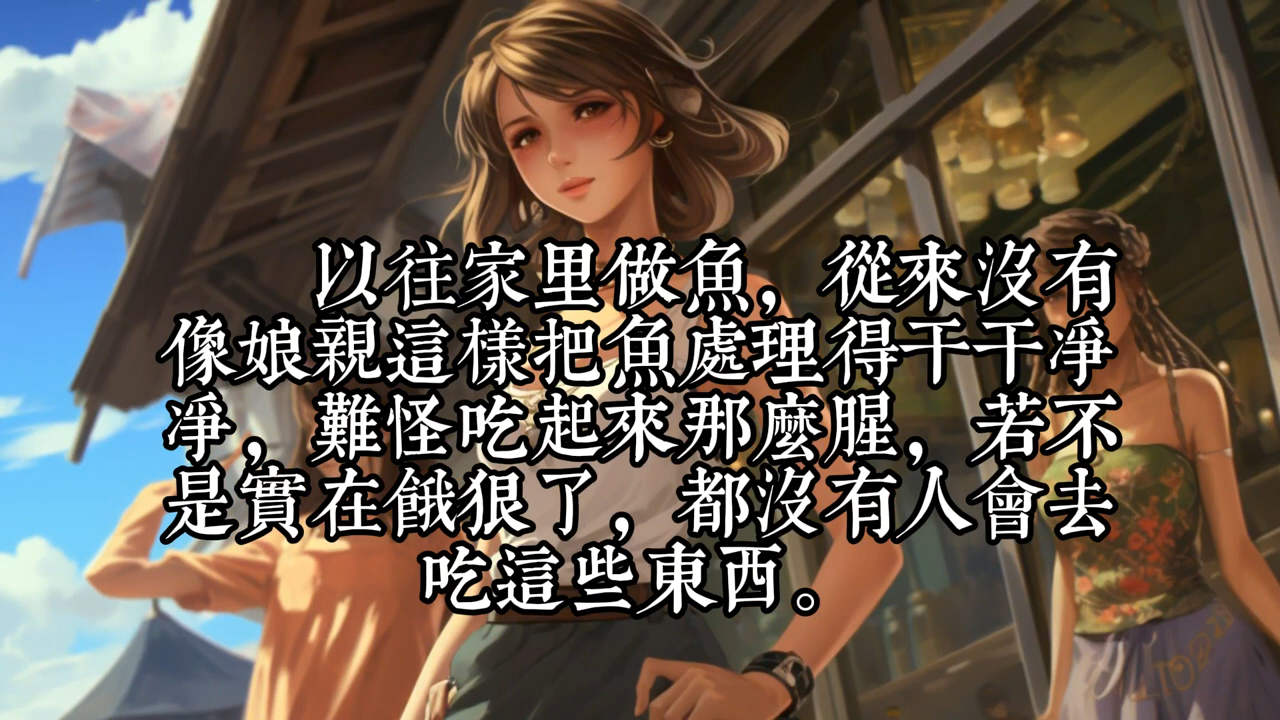 以往家里做魚，從來沒有
像娘親這樣把魚處理得干干凈
凈，難怪吃起來那麼腥，若不
是實在餓狠了，都沒有人會去
吃這些東西。